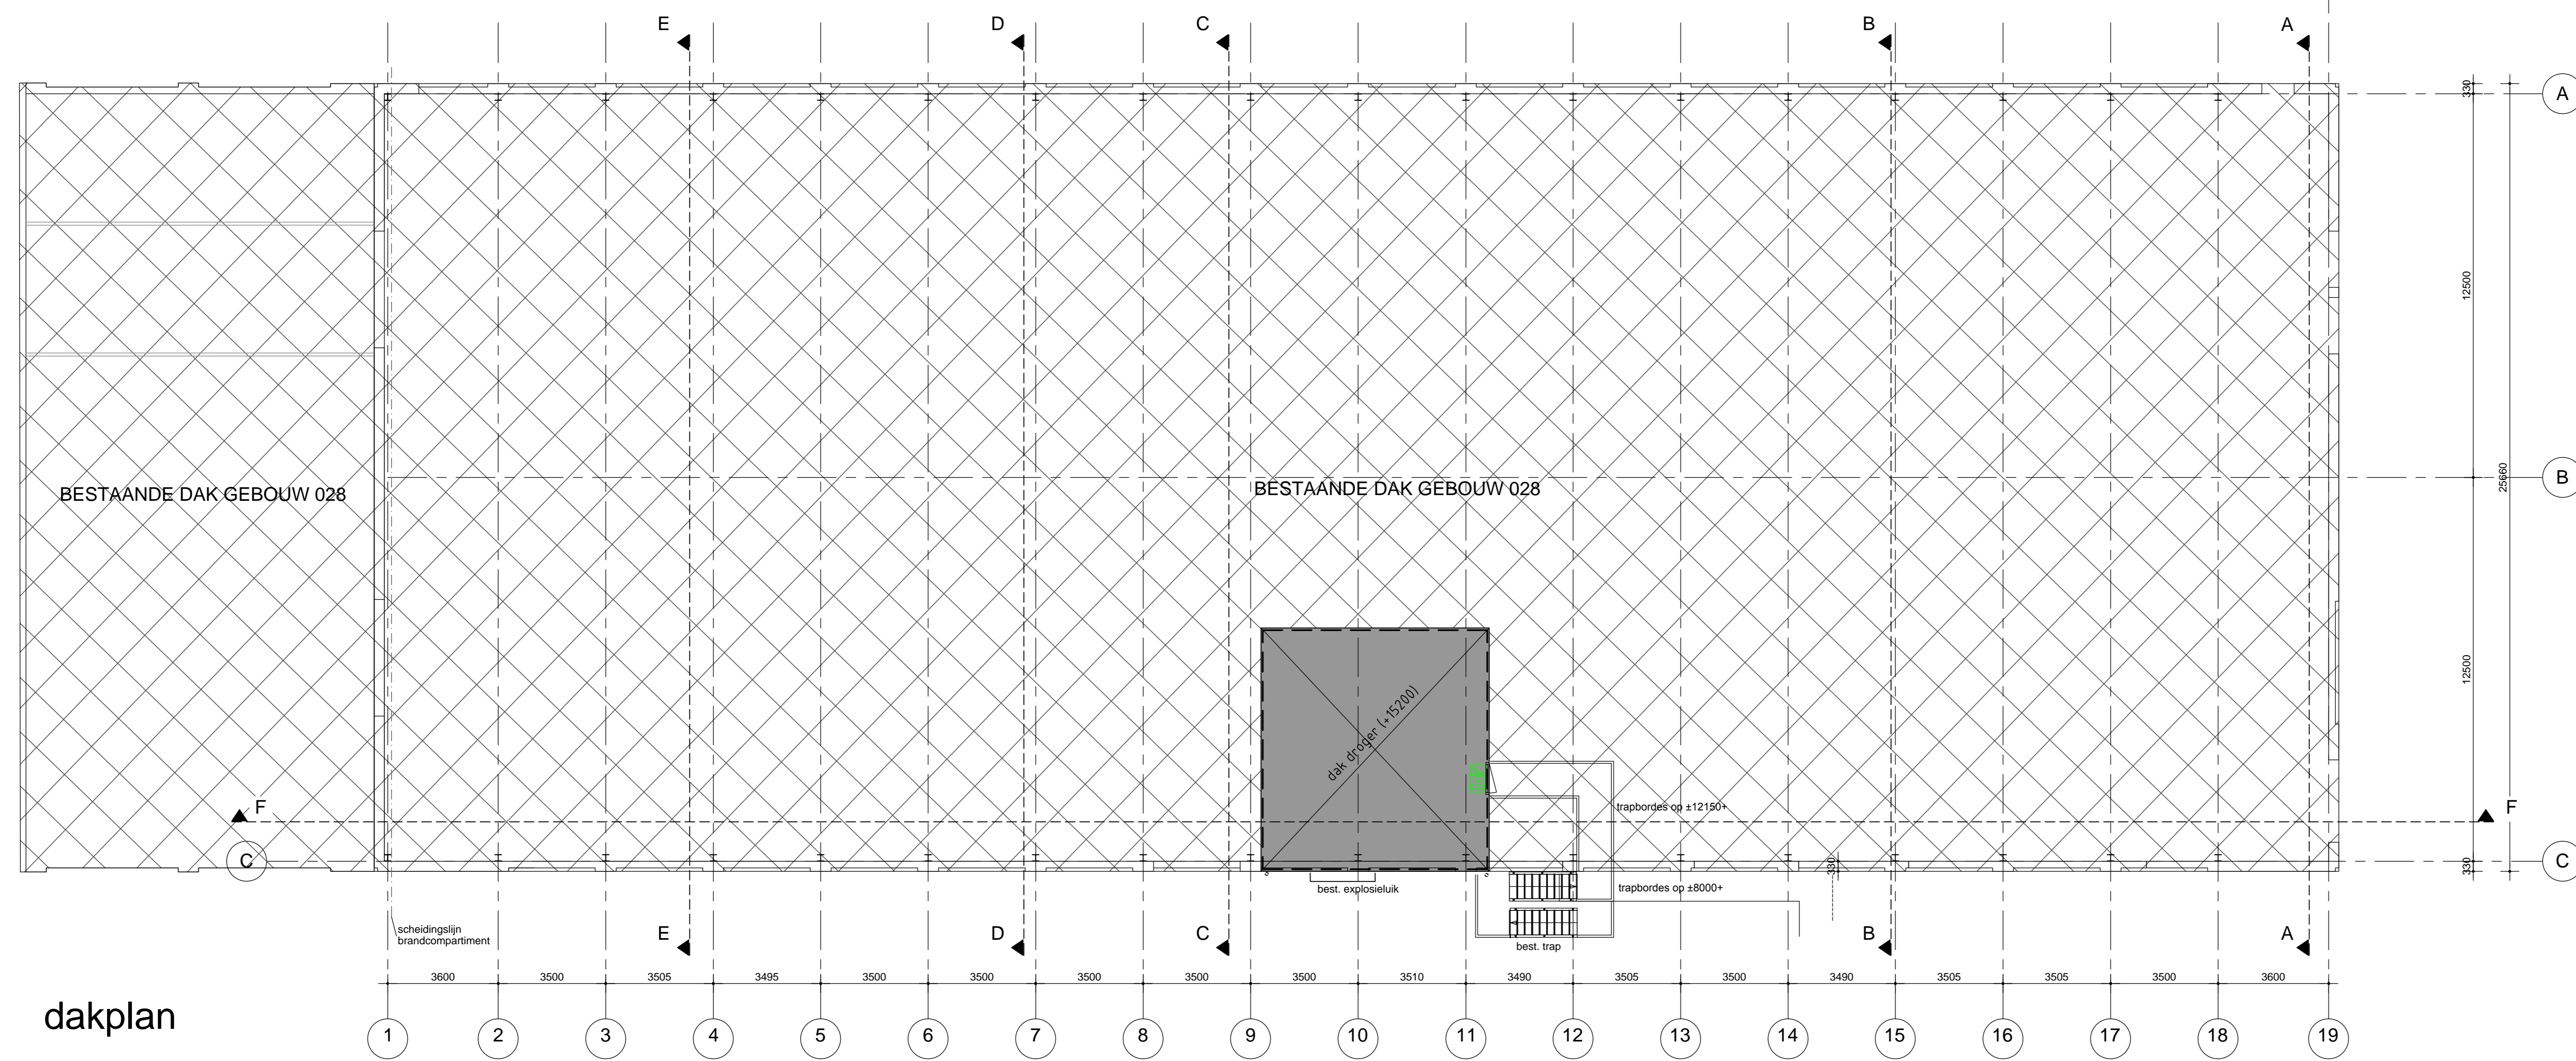 E
D
C
B
A
330
A
12500
BESTAANDE DAK GEBOUW 028
BESTAANDE DAK GEBOUW 028
25660
B
12500
dak droger (+15200)
F
trapbordes op ±12150+
F
C
330
330
C
best. explosieluik
trapbordes op ±8000+
scheidingslijn
brandcompartiment
E
D
C
best. trap
B
A
3600
3500
3505
3495
3500
3500
3500
3500
3500
3510
3490
3505
3500
3490
3505
3505
3500
3600
dakplan
1
2
3
4
5
6
7
8
9
10
11
12
13
14
15
16
17
18
19